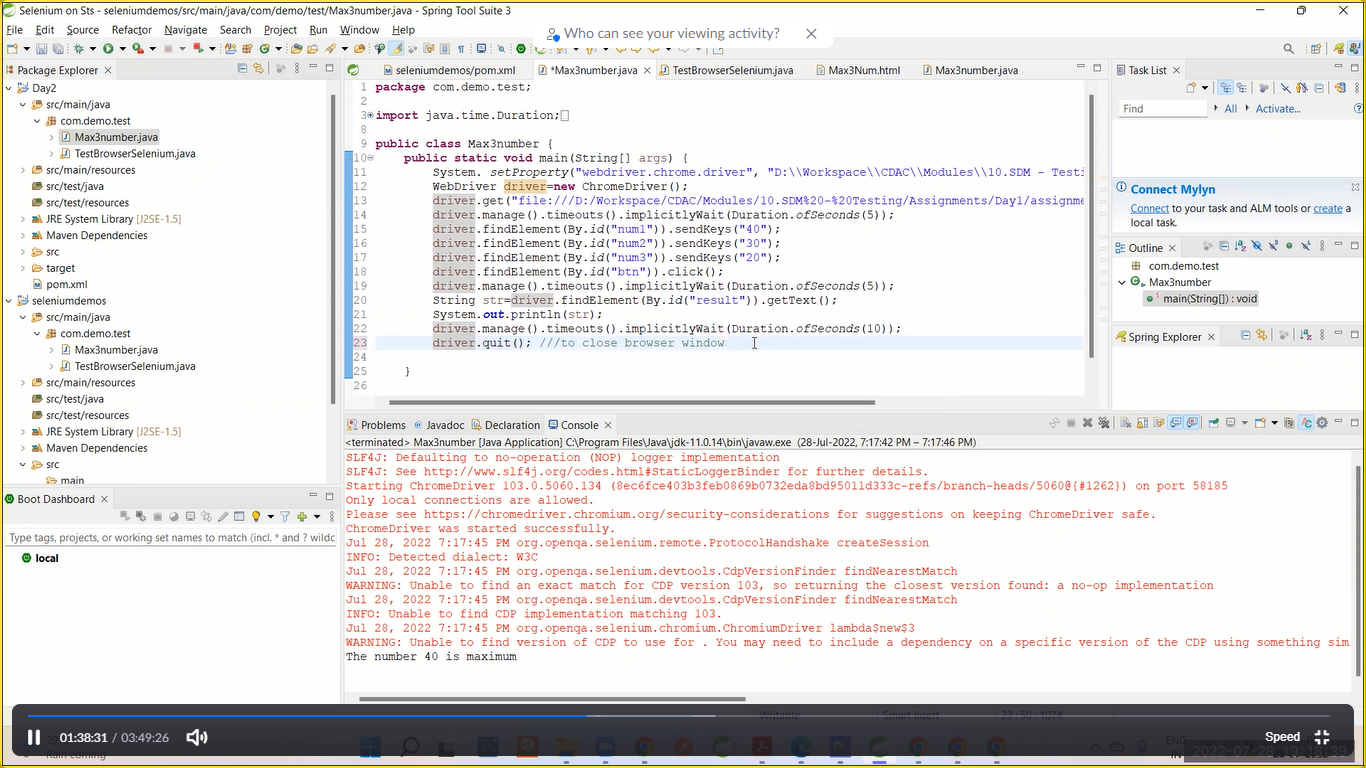 Selenium on Sts - seleniumdemos/src/main/java/com/demo/test/Max3number.java - Spring Tool Suite 3
File Edit Source Refactor Navigate Search Project Run Window Help
Who can see your viewing activity?
Package Explorer
Day2
src/main/java
com.demo.test
Max3number.java
TestBrowserSelenium.java
src/main/resources
src/test/java
src/test/resources
JRE System Library [J2SE-1.5]
Maven Dependencies
src
target
pom.xml
seleniumdemos
src/main/java
com.demo.test
Max3number.java
TestBrowserSelenium.java
src/main/resources
src/test/java
src/test/resources
JRE System Library [J2SE-1.5]
Maven Dependencies
src
main
Boot Dashboard
Type tags, projects, or working set names to match (incl. * and ? wildc
local
seleniumdemos/pom.xml *Max3number.java TestBrowserSelenium.java Max3Num.html Max3number.java
1 package com.demo.test;
2
3 import java.time.Duration;
8
9 public class Max3number {
10 public static void main(String[] args) {
11 System. setProperty("webdriver.chrome.driver", "D:\\Workspace\\CDAC\\Modules\\10.SDM - Testi
12 WebDriver driver=new ChromeDriver();
13 driver.get("file:///D:/Workspace/CDAC/Modules/10.SDM%20-%20Testing/Assignments/Day1/assignme
14 driver.manage().timeouts().implicitlyWait(Duration.ofSeconds(5));
15 driver.findElement(By.id("num1")).sendKeys("40");
16 driver.findElement(By.id("num2")).sendKeys("30");
17 driver.findElement(By.id("num3")).sendKeys("20");
18 driver.findElement(By.id("btn")).click();
19 driver.manage().timeouts().implicitlyWait(Duration.ofSeconds(5));
20 String str=driver.findElement(By.id("result")).getText();
21 System.out.println(str);
22 driver.manage().timeouts().implicitlyWait(Duration.ofSeconds(10));
23 driver.quit(); ///to close browser window
24
25 }
26
Task List
Find All Activate...
Connect Mylyn
Connect to your task and ALM tools or create a
local task.
Outline
com.demo.test
Max3number
main(String[]) : void
Spring Explorer
Problems Javadoc Declaration Console
<terminated> Max3number [Java Application] C:\Program Files\Java\jdk-11.0.14\bin\javaw.exe (28-Jul-2022, 7:17:42 PM – 7:17:46 PM)
SLF4J: Defaulting to no-operation (NOP) logger implementation
SLF4J: See http://www.slf4j.org/codes.html#StaticLoggerBinder for further details.
Starting ChromeDriver 103.0.5060.134 (8ec6fce403b3feb0869b0732eda8bd95011d333c-refs/branch-heads/5060@{#1262}) on port 58185
Only local connections are allowed.
Please see https://chromedriver.chromium.org/security-considerations for suggestions on keeping ChromeDriver safe.
ChromeDriver was started successfully.
Jul 28, 2022 7:17:45 PM org.openqa.selenium.remote.ProtocolHandshake createSession
INFO: Detected dialect: W3C
Jul 28, 2022 7:17:45 PM org.openqa.selenium.devtools.CdpVersionFinder findNearestMatch
WARNING: Unable to find an exact match for CDP version 103, so returning the closest version found: a no-op implementation
Jul 28, 2022 7:17:45 PM org.openqa.selenium.devtools.CdpVersionFinder findNearestMatch
INFO: Unable to find CDP implementation matching 103.
Jul 28, 2022 7:17:45 PM org.openqa.selenium.chromium.ChromiumDriver lambda$new$3
WARNING: Unable to find version of CDP to use for . You may need to include a dependency on a specific version of the CDP using something sim
The number 40 is maximum
Writable Smart Insert 23 : 50 : 1074
01:38:31 / 03:49:26
Speed
Rain coming
ENG
IN
2022-07-28 19:18:39